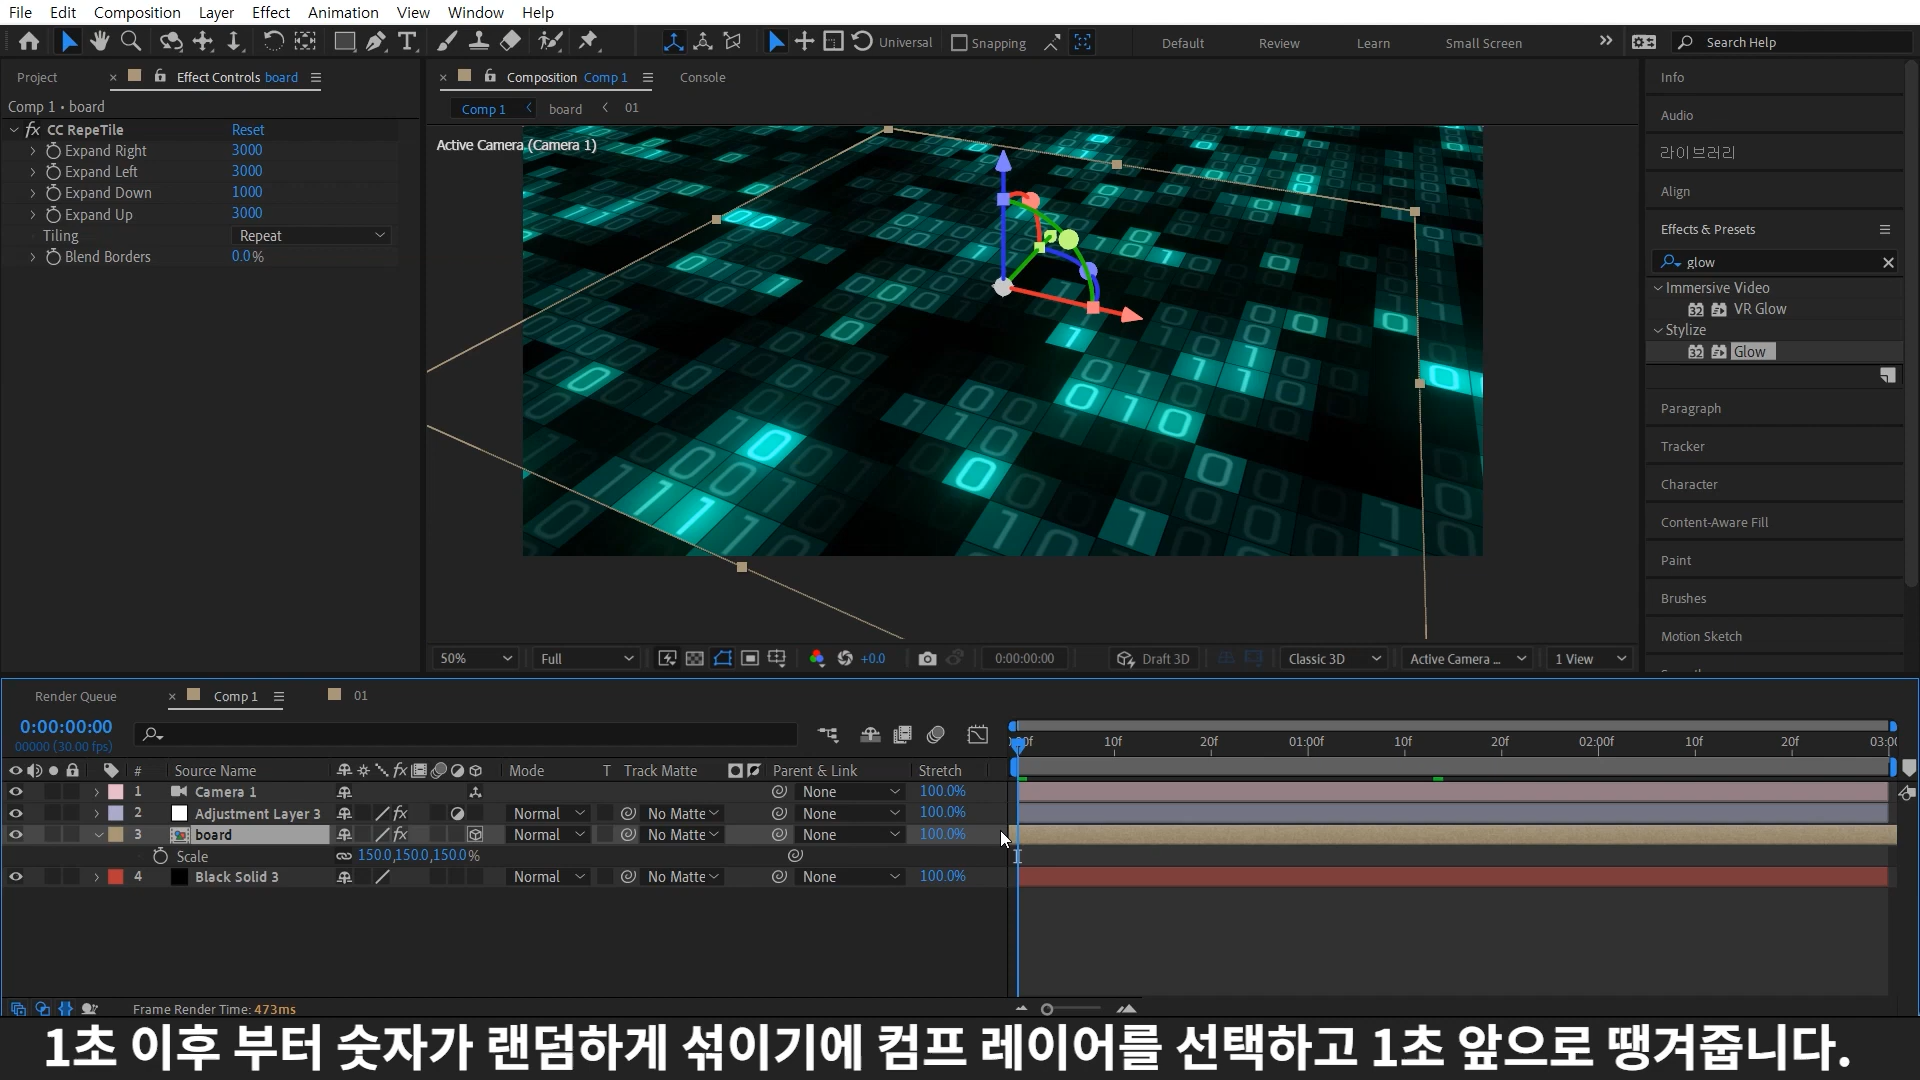 File Edit Composition Layer Effect Animation View Window Help
Universal Snapping Default Review Learn Small Screen Search Help
Project Effect Controls board Composition Comp 1 Console Info
Comp 1 • board
Comp 1 board 01
fx CC RepeTile Reset
Active Camera (Camera 1)
Expand Right 3000
Expand Left 3000
Expand Down 1000
Expand Up 3000
Tiling Repeat
Blend Borders 0.0%
Audio
라이브러리
Align
Effects & Presets
glow
Immersive Video
32 VR Glow
Stylize
32 Glow
Paragraph
Tracker
Character
Content-Aware Fill
Paint
Brushes
Motion Sketch
50% Full +0.0 0:00:00:00 Draft 3D Classic 3D Active Camera ... 1 View
Render Queue Comp 1 01
0:00:00:00
00000 (30.00 fps)
10f 20f 01:00f 10f 20f 02:00f 10f 20f
# Source Name fx Mode T Track Matte Parent & Link Stretch
1 Camera 1 None 100.0%
2 Adjustment Layer 3 fx Normal No Matte None 100.0%
3 board fx Normal No Matte None 100.0%
Scale 150.0,150.0,150.0%
4 Black Solid 3 Normal No Matte None 100.0%
Frame Render Time: 473ms
1초 이후 부터 숫자가 랜덤하게 섞이기에 컴프 레이어를 선택하고 1초 앞으로 땡겨줍니다.